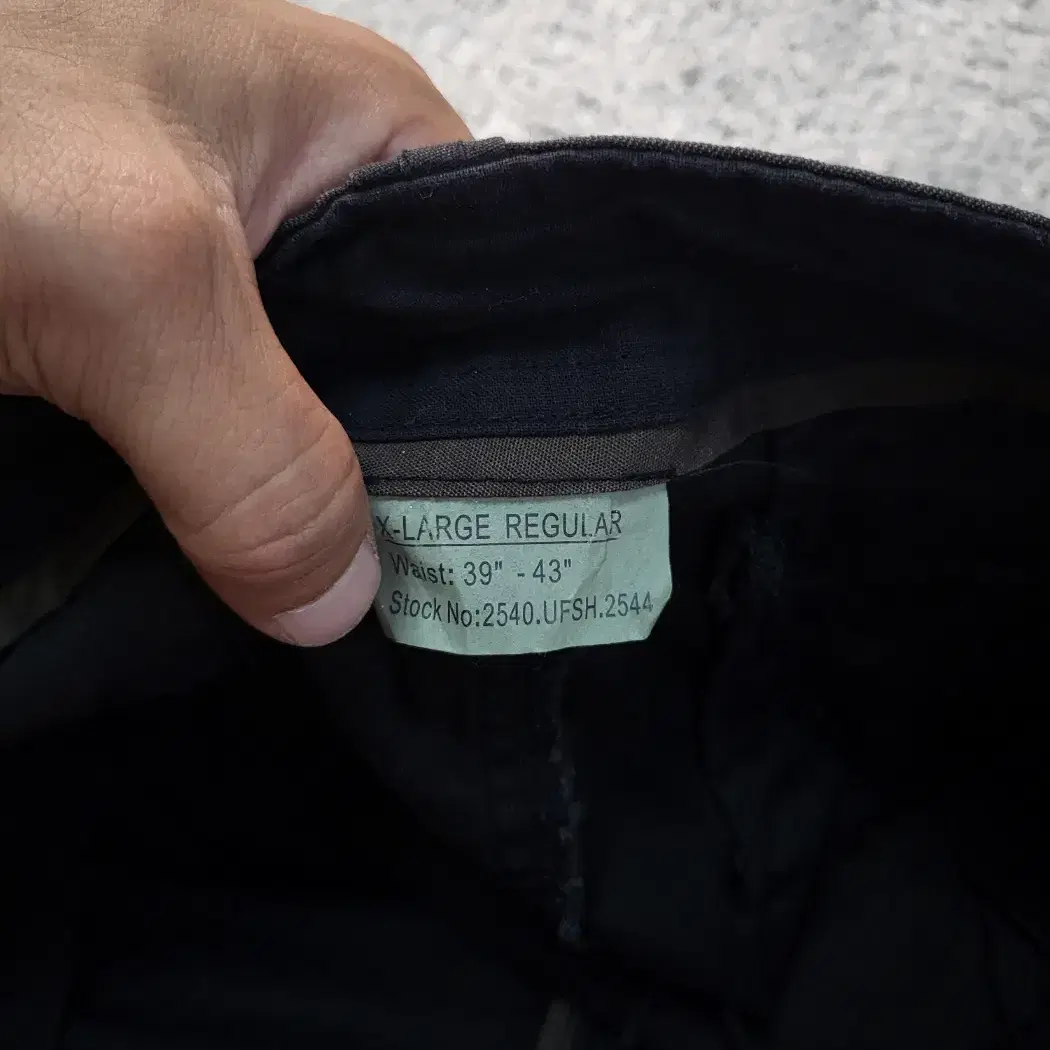 X-LARGE REGULAR
Waist: 39" - 43"
Stock No:2540.UFSH.2544